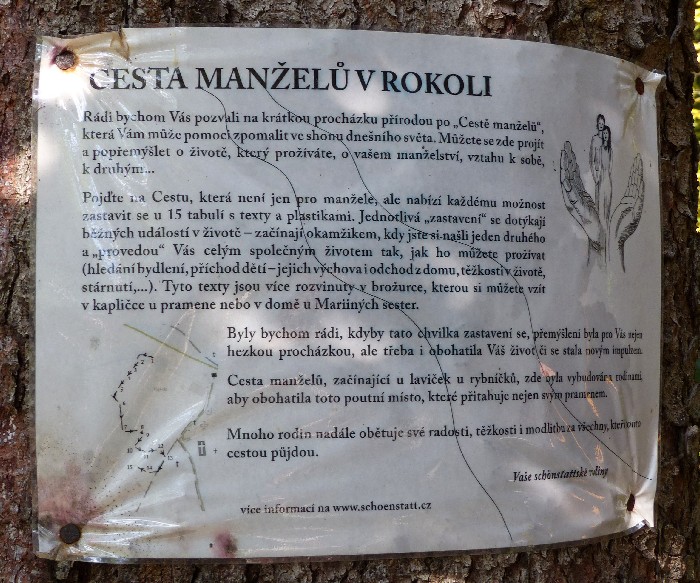 CESTA MANŽELŮ V ROKOLI
Rádi bychom Vás pozvali na krátkou procházku přírodou po „Cestě manželů“,
která Vám může pomoci zpomalit ve shonu dnešního světa. Můžete se zde projít
a popřemýšlet o životě, který prožíváte, o vašem manželství, vztahu k sobě,
k druhým...
Pojďte na Cestu, která není jen pro manžele, ale nabízí každému možnost
zastavit se u 15 tabulí s texty a plastikami. Jednotlivá „zastavení“ se dotýkají
běžných událostí v životě – začínají okamžikem, kdy jste si našli jeden druhého
a „provedou“ Vás celým společným životem tak, jak ho můžete prožívat
(hledání bydlení, příchod dětí – jejich výchova i odchod z domu, těžkosti v životě,
stárnutí,...). Tyto texty jsou více rozvinuty v brožurce, kterou si můžete vzít
v kapličce u pramene nebo v domě u Mariiných sester.
Byly bychom rádi, kdyby tato chvilka zastavení se, přemýšlení byla pro Vás nejen
hezkou procházkou, ale třeba i obohatila Váš život či se stala novým impulzem.
Cesta manželů, začínající u laviček u rybníčků, zde byla vybudována rodinami,
aby obohatila toto poutní místo, které přitahuje nejen svým pramenem.
Mnoho rodin nadále obětuje své radosti, těžkosti i modlitbu za všechny, kteří touto
cestou půjdou.
Vaše schönstattské rodiny
více informací na www.schoenstatt.cz